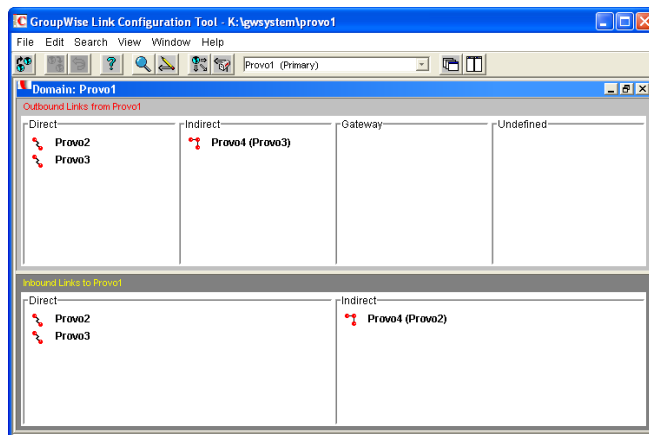 GroupWise Link Configuration Tool - K:\gwsystem\provo1
File Edit Search View Window Help
Provo1 (Primary)
Domain: Provo1
Outbound Links from Provo1
Direct Indirect Gateway Undefined
Provo2 Provo4 (Provo3)
Provo3
Inbound Links to Provo1
Direct Indirect
Provo2 Provo4 (Provo2)
Provo3